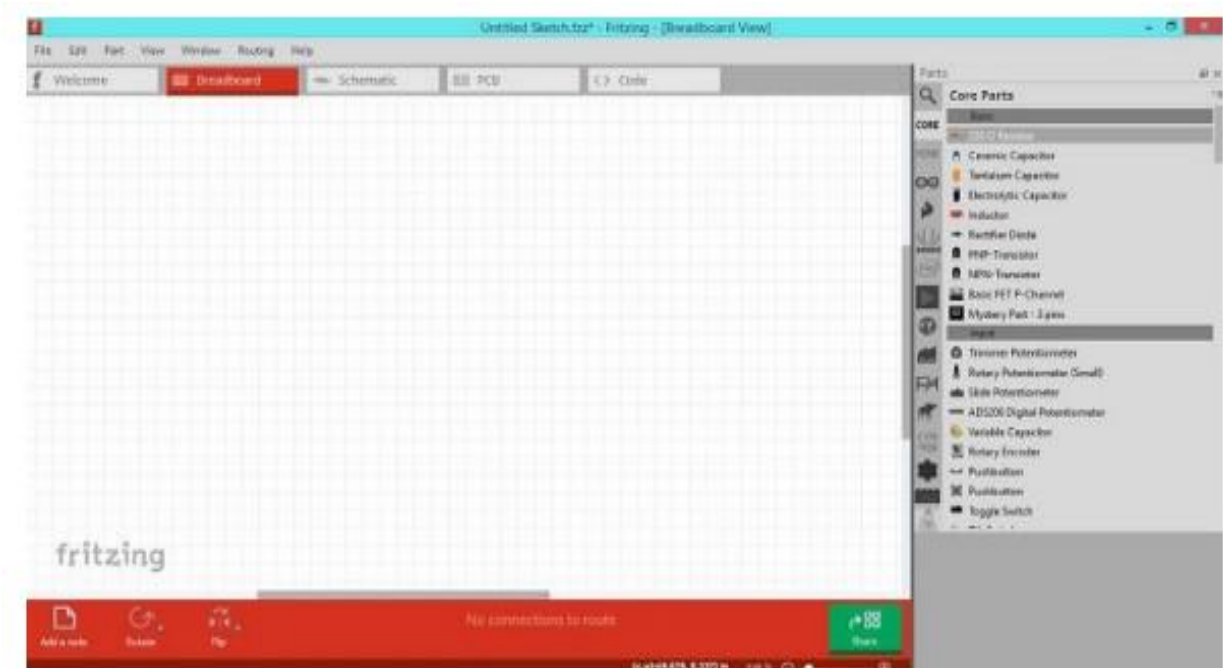 Untitled Sketch.fzz* - Fritzing - [Breadboard View]
File Edit Part View Window Routing Help
f Welcome Breadboard Schematic PCB <> Code
Parts
Core Parts
CORE
Basic
Ceramic Capacitor
Tantalum Capacitor
Electrolytic Capacitor
Inductor
Rectifier Diode
PNP-Transistor
NPN-Transistor
Basic FET P-Channel
Mystery Part - 3 pins
Input
Trimmer Potentiometer
Rotary Potentiometer (Small)
Slide Potentiometer
Digital Potentiometer
Variable Capacitor
Rotary Encoder
Pushbutton
Pushbutton
Toggle Switch
fritzing
Add a note Rotate Flip
No connections to route
Share